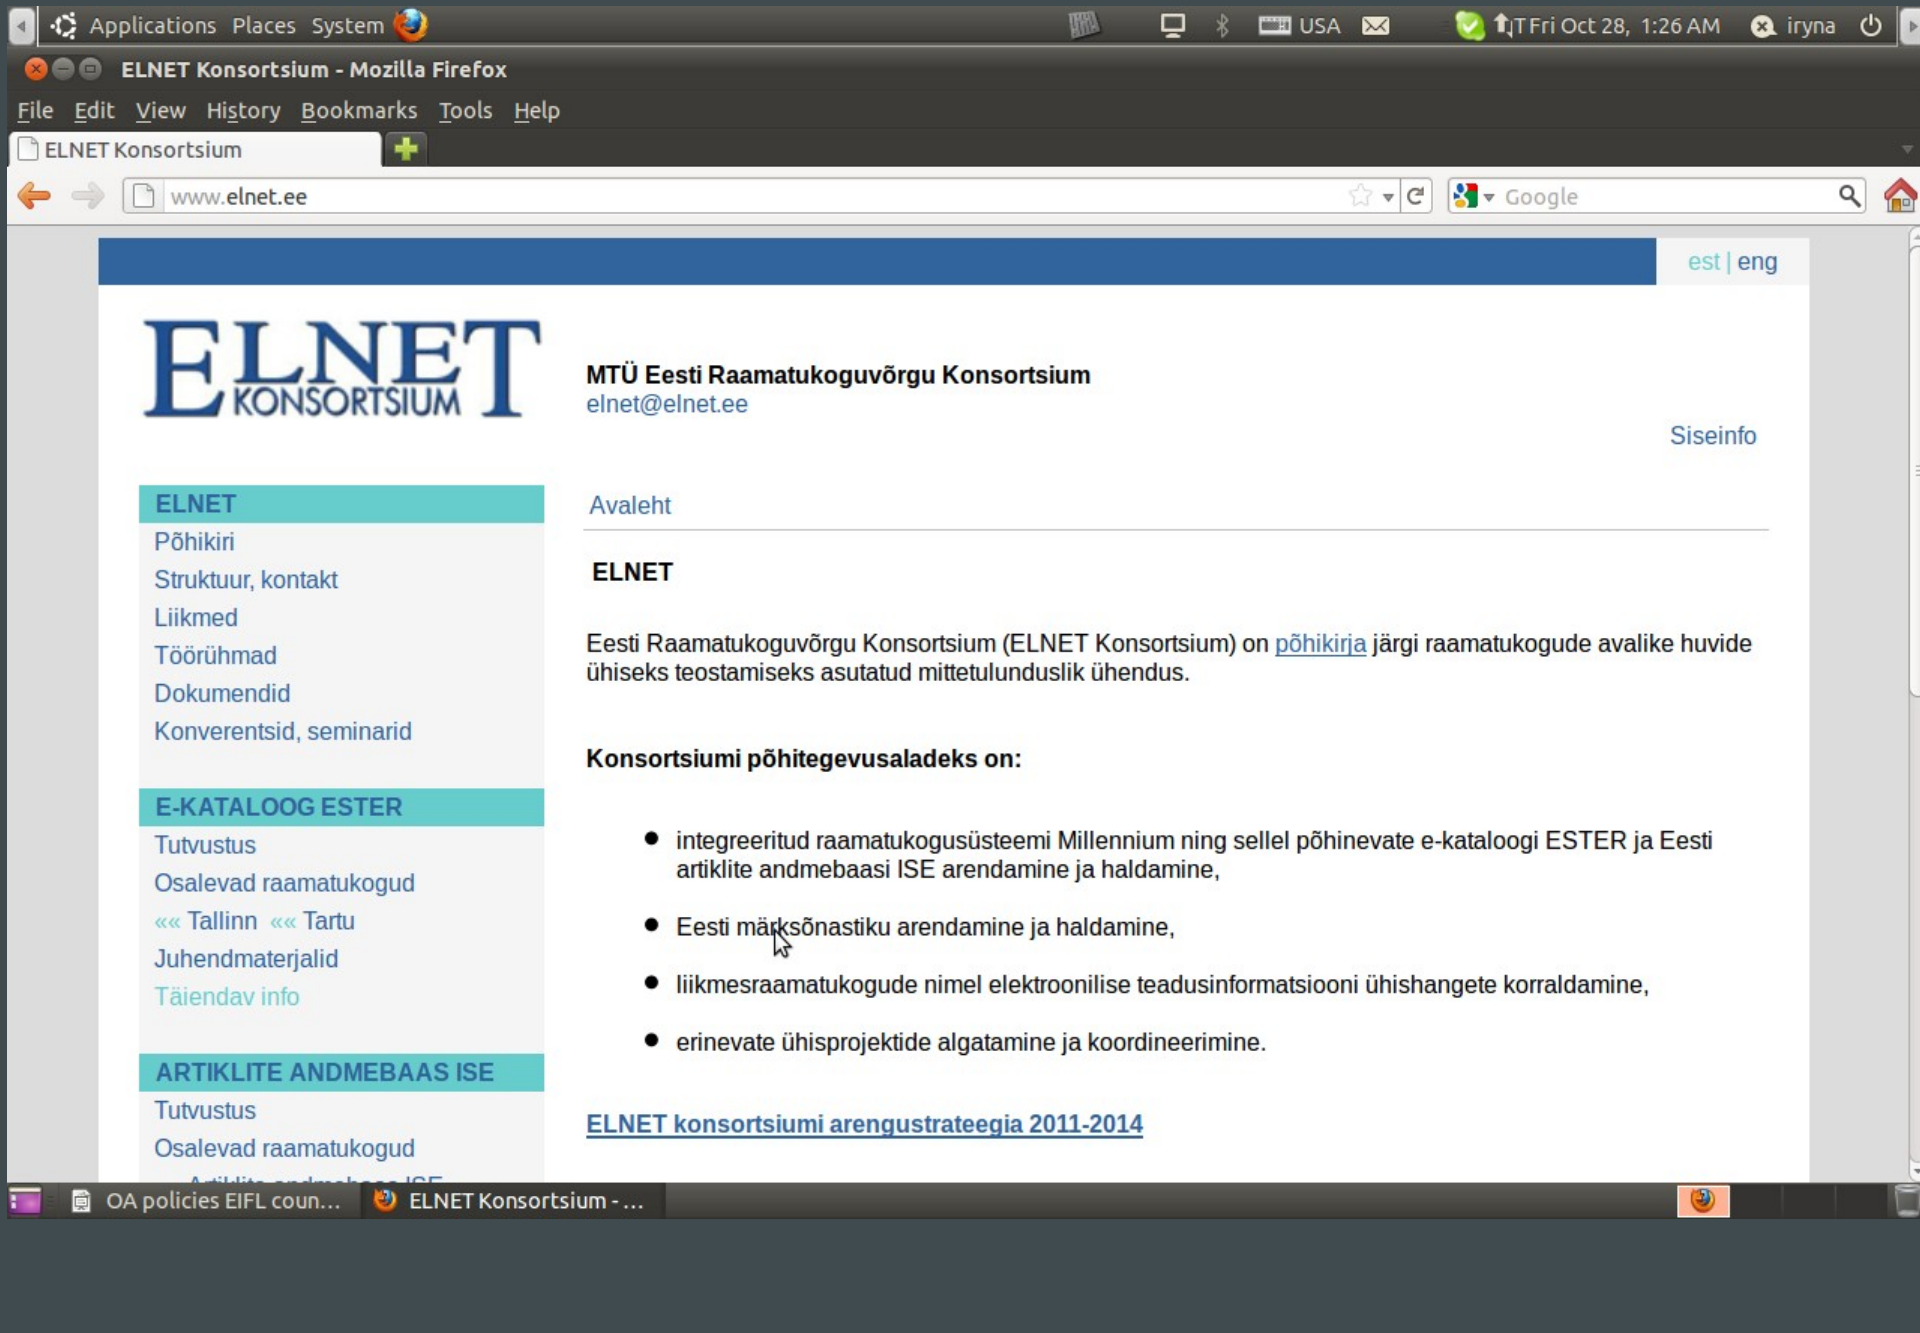 Applications Places System USA Fri Oct 28, 1:26 AM iryna
ELNET Konsortsium - Mozilla Firefox
File Edit View History Bookmarks Tools Help
ELNET Konsortsium
www.elnet.ee Google
est | eng
ELNET
KONSORTSIUM
MTÜ Eesti Raamatukoguvõrgu Konsortsium
elnet@elnet.ee
Siseinfo
ELNET
Põhikiri
Struktuur, kontakt
Liikmed
Töörühmad
Dokumendid
Konverentsid, seminarid
E-KATALOOG ESTER
Tutvustus
Osalevad raamatukogud
«« Tallinn «« Tartu
Juhendmaterjalid
Täiendav info
ARTIKLITE ANDMEBAAS ISE
Tutvustus
Osalevad raamatukogud
Artiklite andmebaas ISE
Avaleht
ELNET
Eesti Raamatukoguvõrgu Konsortsium (ELNET Konsortsium) on põhikirja järgi raamatukogude avalike huvide
ühiseks teostamiseks asutatud mittetulunduslik ühendus.
Konsortsiumi põhitegevusaladeks on:
● integreeritud raamatukogusüsteemi Millennium ning sellel põhinevate e-kataloogi ESTER ja Eesti
artiklite andmebaasi ISE arendamine ja haldamine,
● Eesti märksõnastiku arendamine ja haldamine,
● liikmesraamatukogude nimel elektroonilise teadusinformatsiooni ühishangete korraldamine,
● erinevate ühisprojektide algatamine ja koordineerimine.
ELNET konsortsiumi arengustrateegia 2011-2014
OA policies EIFL coun... ELNET Konsortsium - ...